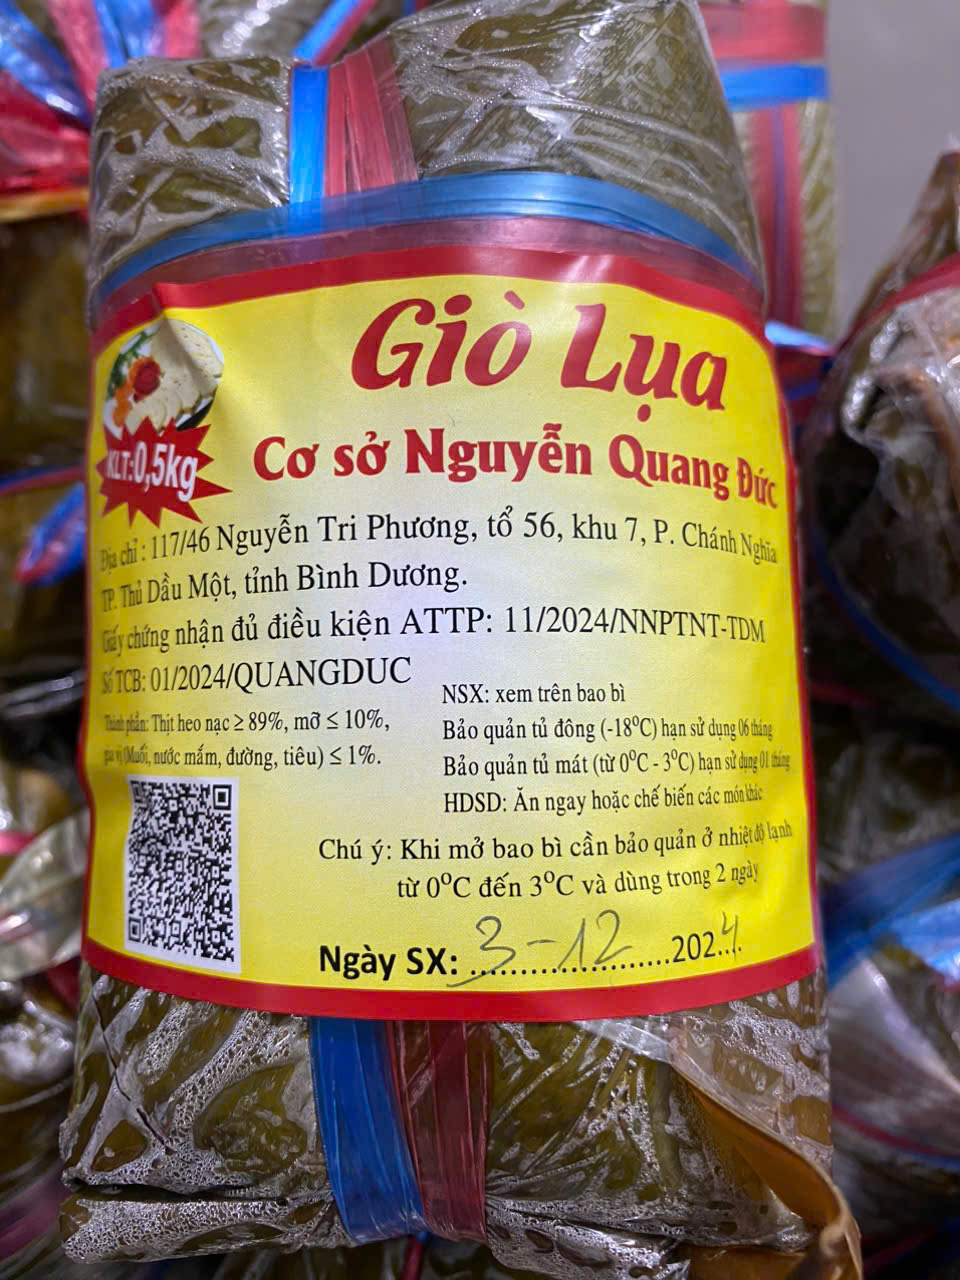 Giò Lụa
KLT:0,5kg
Cơ sở Nguyễn Quang Đức
Địa chỉ : 117/46 Nguyễn Tri Phương, tổ 56, khu 7, P. Chánh Nghĩa
TP. Thủ Dầu Một, tỉnh Bình Dương.
Giấy chứng nhận đủ điều kiện ATTP: 11/2024/NNPTNT-TDM
Số TCB: 01/2024/QUANGDUC
Thành phần: Thịt heo nạc ≥ 89%, mỡ ≤ 10%,
gia vị (Muối, nước mắm, đường, tiêu) ≤ 1%.
NSX: xem trên bao bì
Bảo quản tủ đông (-18⁰C) hạn sử dụng 06 tháng
Bảo quản tủ mát (từ 0⁰C - 3⁰C) hạn sử dụng 01 tháng
HDSD: Ăn ngay hoặc chế biến các món khác
Chú ý: Khi mở bao bì cần bảo quản ở nhiệt độ lạnh
từ 0⁰C đến 3⁰C và dùng trong 2 ngày
Ngày SX: 3-12 2024